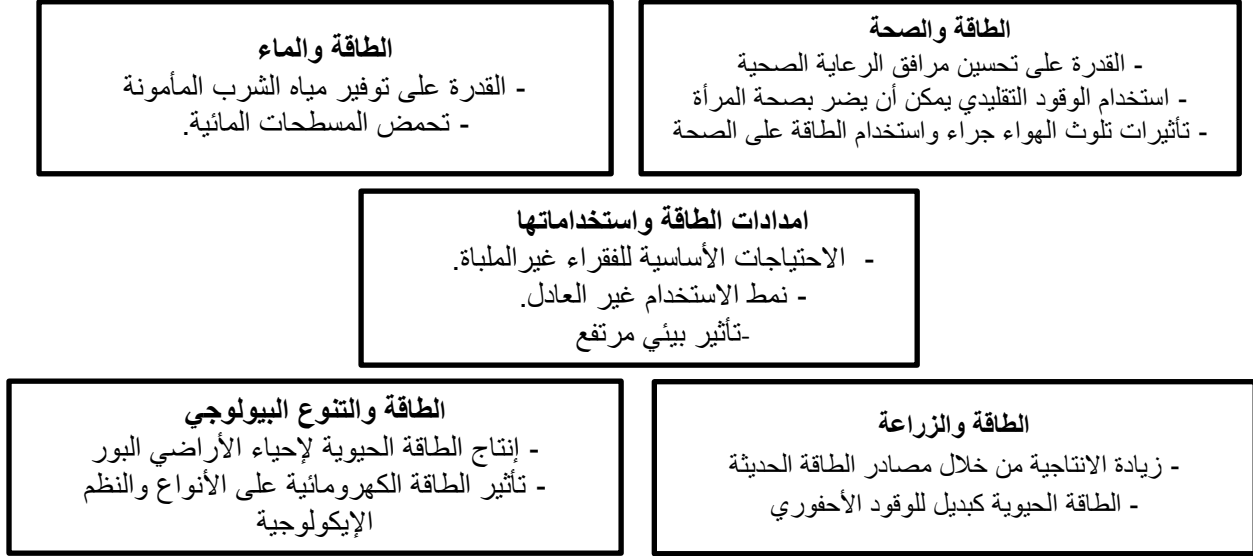 الطاقة والصحة
- القدرة على تحسين مرافق الرعاية الصحية
- استخدام الوقود التقليدي يمكن أن يضر بصحة المرأة
- تأثيرات تلوث الهواء جراء واستخدام الطاقة على الصحة
الطاقة والماء
- القدرة على توفير مياه الشرب المأمونة
- تحمض المسطحات المائية.
امدادات الطاقة واستخداماتها
- الاحتياجات الأساسية للفقراء غيرالملباة.
- نمط الاستخدام غير العادل.
-تأثير بيئي مرتفع
الطاقة والزراعة
- زيادة الانتاجية من خلال مصادر الطاقة الحديثة
- الطاقة الحيوية كبديل للوقود الأحفوري
الطاقة والتنوع البيولوجي
- إنتاج الطاقة الحيوية لإحياء الأراضي البور
- تأثير الطاقة الكهرومائية على الأنواع والنظم
الإيكولوجية